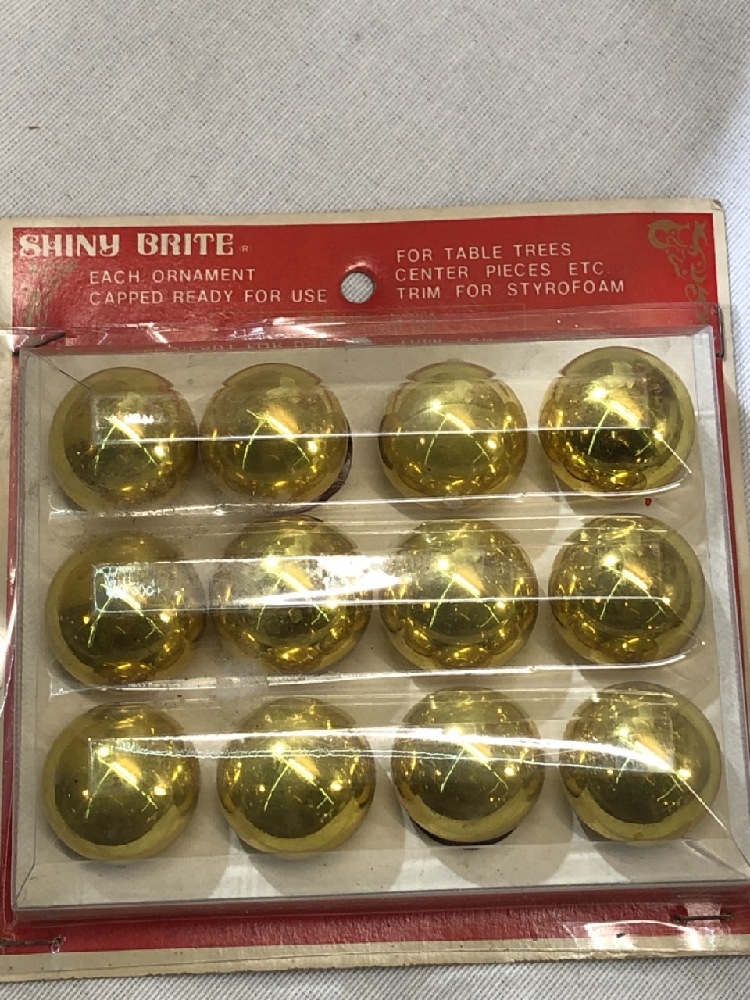 SHINY BRITE ®
EACH ORNAMENT
CAPPED READY FOR USE
FOR TABLE TREES
CENTER PIECES ETC.
TRIM FOR STYROFOAM